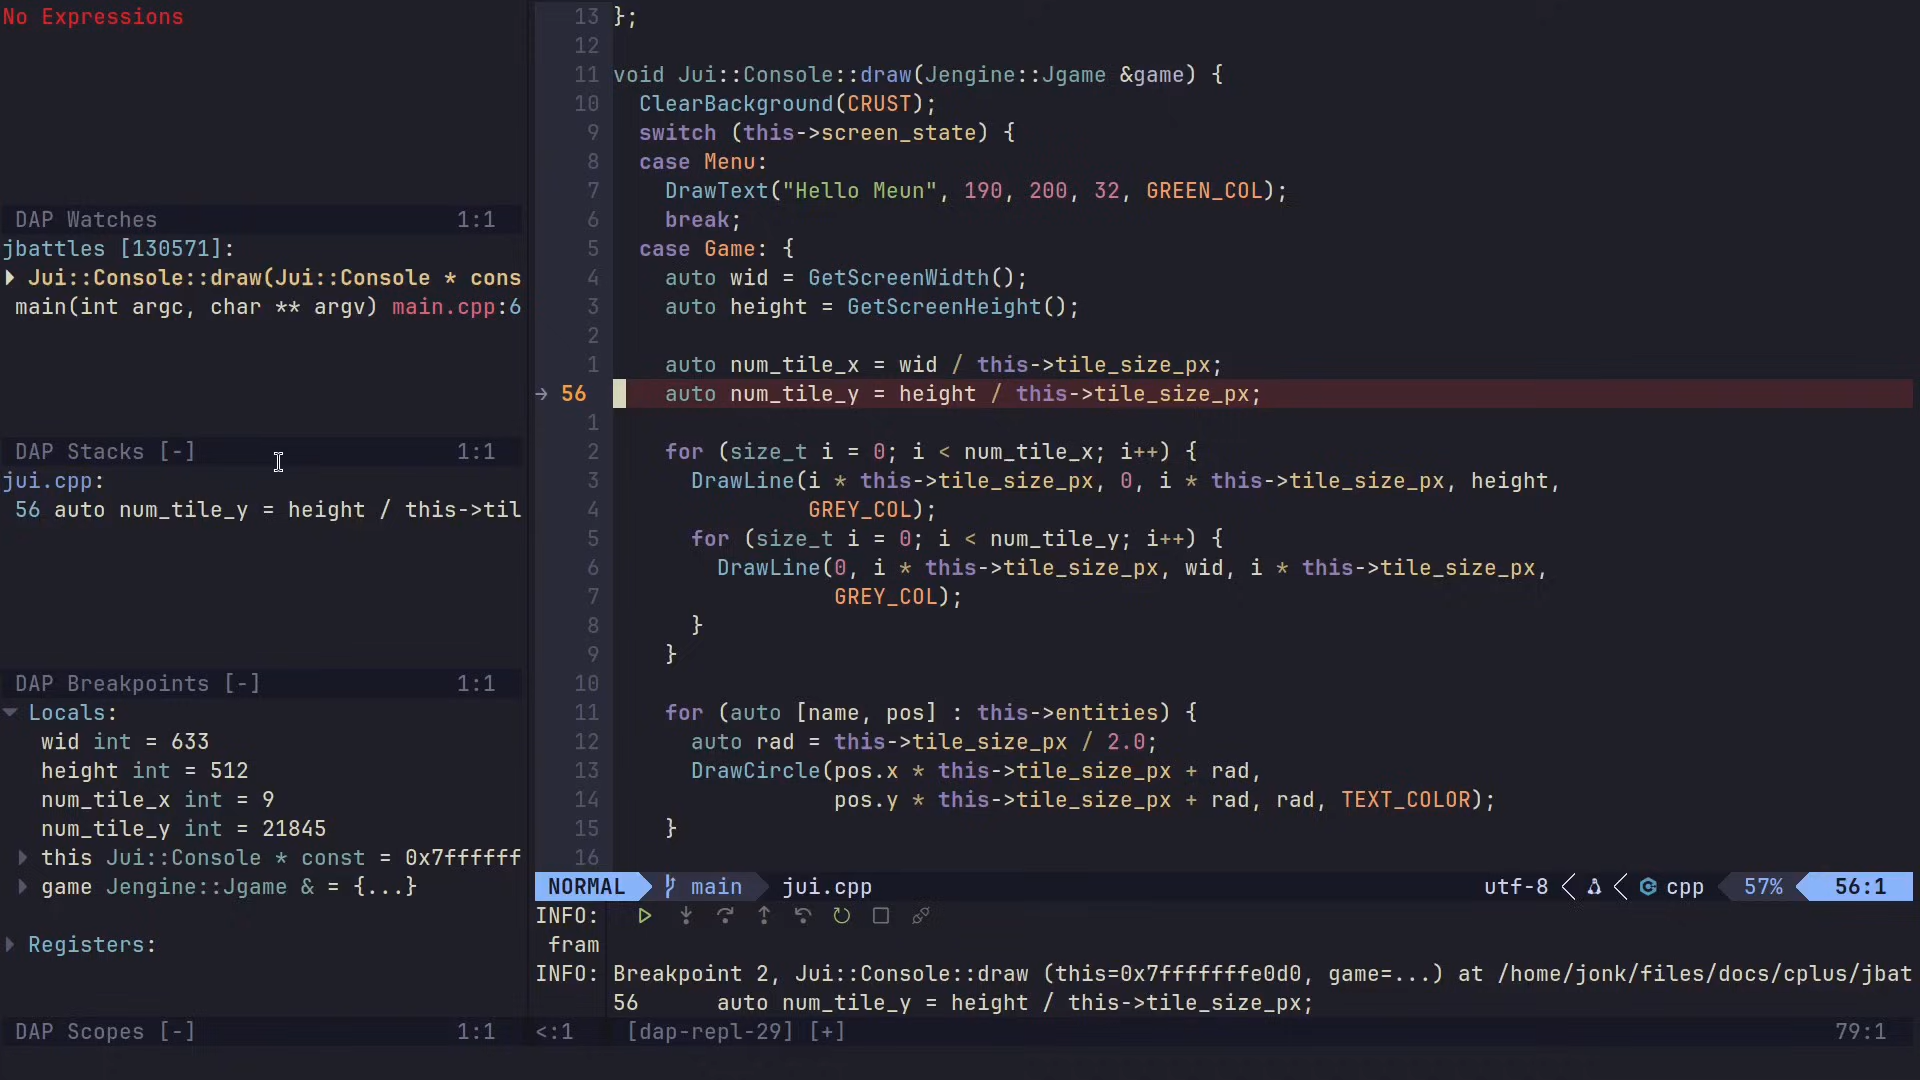 No Expressions
DAP Watches 1:1
jbattles [130571]:
Jui::Console::draw(Jui::Console * cons
main(int argc, char ** argv) main.cpp:6
DAP Stacks [-] 1:1
jui.cpp:
56 auto num_tile_y = height / this->til
DAP Breakpoints [-] 1:1
Locals:
wid int = 633
height int = 512
num_tile_x int = 9
num_tile_y int = 21845
this Jui::Console * const = 0x7ffffff
game Jengine::Jgame & = {...}
Registers:
DAP Scopes [-] 1:1
13 };
12
11 void Jui::Console::draw(Jengine::Jgame &game) {
10 ClearBackground(CRUST);
9 switch (this->screen_state) {
8 case Menu:
7 DrawText("Hello Meun", 190, 200, 32, GREEN_COL);
6 break;
5 case Game: {
4 auto wid = GetScreenWidth();
3 auto height = GetScreenHeight();
2
1 auto num_tile_x = wid / this->tile_size_px;
→ 56 auto num_tile_y = height / this->tile_size_px;
1
2 for (size_t i = 0; i < num_tile_x; i++) {
3 DrawLine(i * this->tile_size_px, 0, i * this->tile_size_px, height,
4 GREY_COL);
5 for (size_t i = 0; i < num_tile_y; i++) {
6 DrawLine(0, i * this->tile_size_px, wid, i * this->tile_size_px,
7 GREY_COL);
8 }
9 }
10
11 for (auto [name, pos] : this->entities) {
12 auto rad = this->tile_size_px / 2.0;
13 DrawCircle(pos.x * this->tile_size_px + rad,
14 pos.y * this->tile_size_px + rad, rad, TEXT_COLOR);
15 }
16
NORMAL main jui.cpp utf-8 cpp 57% 56:1
INFO:
fram
INFO: Breakpoint 2, Jui::Console::draw (this=0x7fffffffe0d0, game=...) at /home/jonk/files/docs/cplus/jbat
56 auto num_tile_y = height / this->tile_size_px;
<:1 [dap-repl-29] [+] 79:1